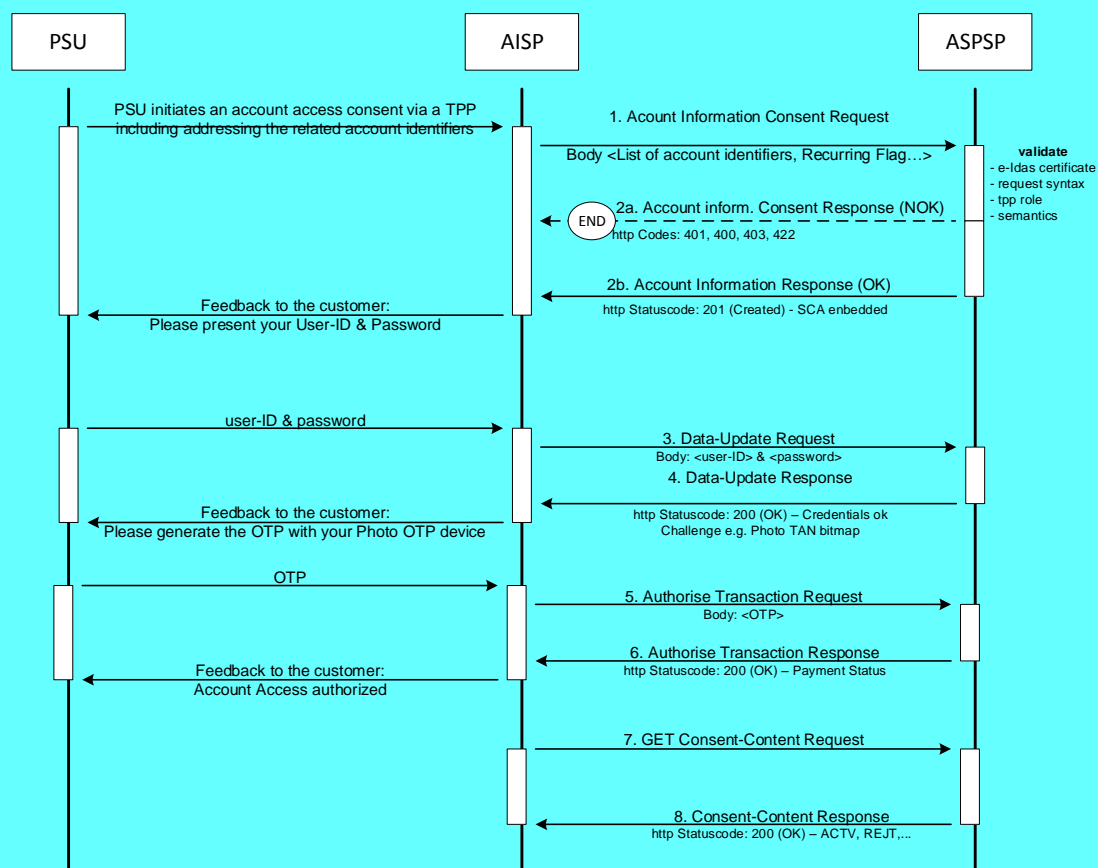 PSU
AISP
ASPSP
PSU initiates an account access consent via a TPP
including addressing the related account identifiers
1. Acount Information Consent Request
Body <List of account identifiers, Recurring Flag…>
validate
- e-Idas certificate
- request syntax
- tpp role
- semantics
END
2a. Account inform. Consent Response (NOK)
http Codes: 401, 400, 403, 422
2b. Account Information Response (OK)
http Statuscode: 201 (Created) - SCA enbedded
Feedback to the customer:
Please present your User-ID & Password
user-ID & password
3. Data-Update Request
Body: <user-ID> & <password>
4. Data-Update Response
http Statuscode: 200 (OK) – Credentials ok
Challenge e.g. Photo TAN bitmap
Feedback to the customer:
Please generate the OTP with your Photo OTP device
OTP
5. Authorise Transaction Request
Body: <OTP>
6. Authorise Transaction Response
http Statuscode: 200 (OK) – Payment Status
Feedback to the customer:
Account Access authorized
7. GET Consent-Content Request
8. Consent-Content Response
http Statuscode: 200 (OK) – ACTV, REJT,...